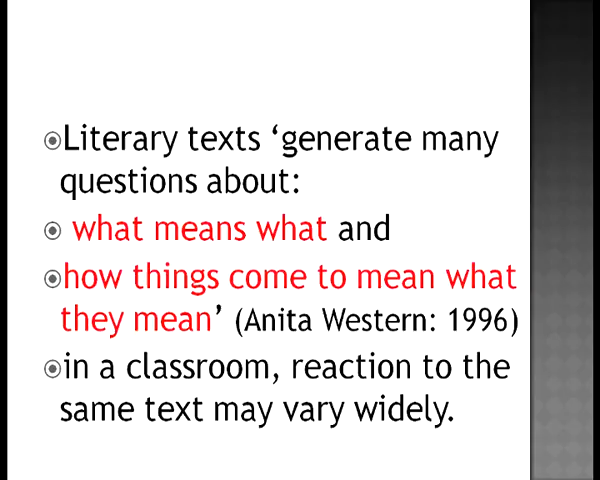 Literary texts ‘generate many
questions about:
what means what and
how things come to mean what
they mean’ (Anita Western: 1996)
in a classroom, reaction to the
same text may vary widely.